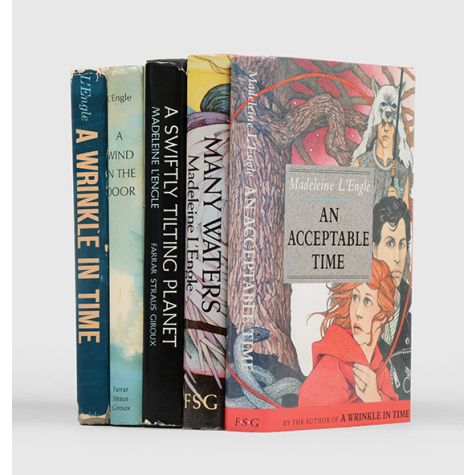 L'Engle
A WRINKLE IN TIME
L'Engle
A
WIND
IN THE
DOOR
Farrar
Straus
Giroux
A SWIFTLY TILTING PLANET
MADELEINE L'ENGLE
FARRAR STRAUS GIROUX
MANY WATERS
Madeleine L'Engle
FSG
Madeleine L'Engle
AN ACCEPTABLE TIME
FSG
Madeleine L'Engle
AN
ACCEPTABLE
TIME
BY THE AUTHOR OF A WRINKLE IN TIME